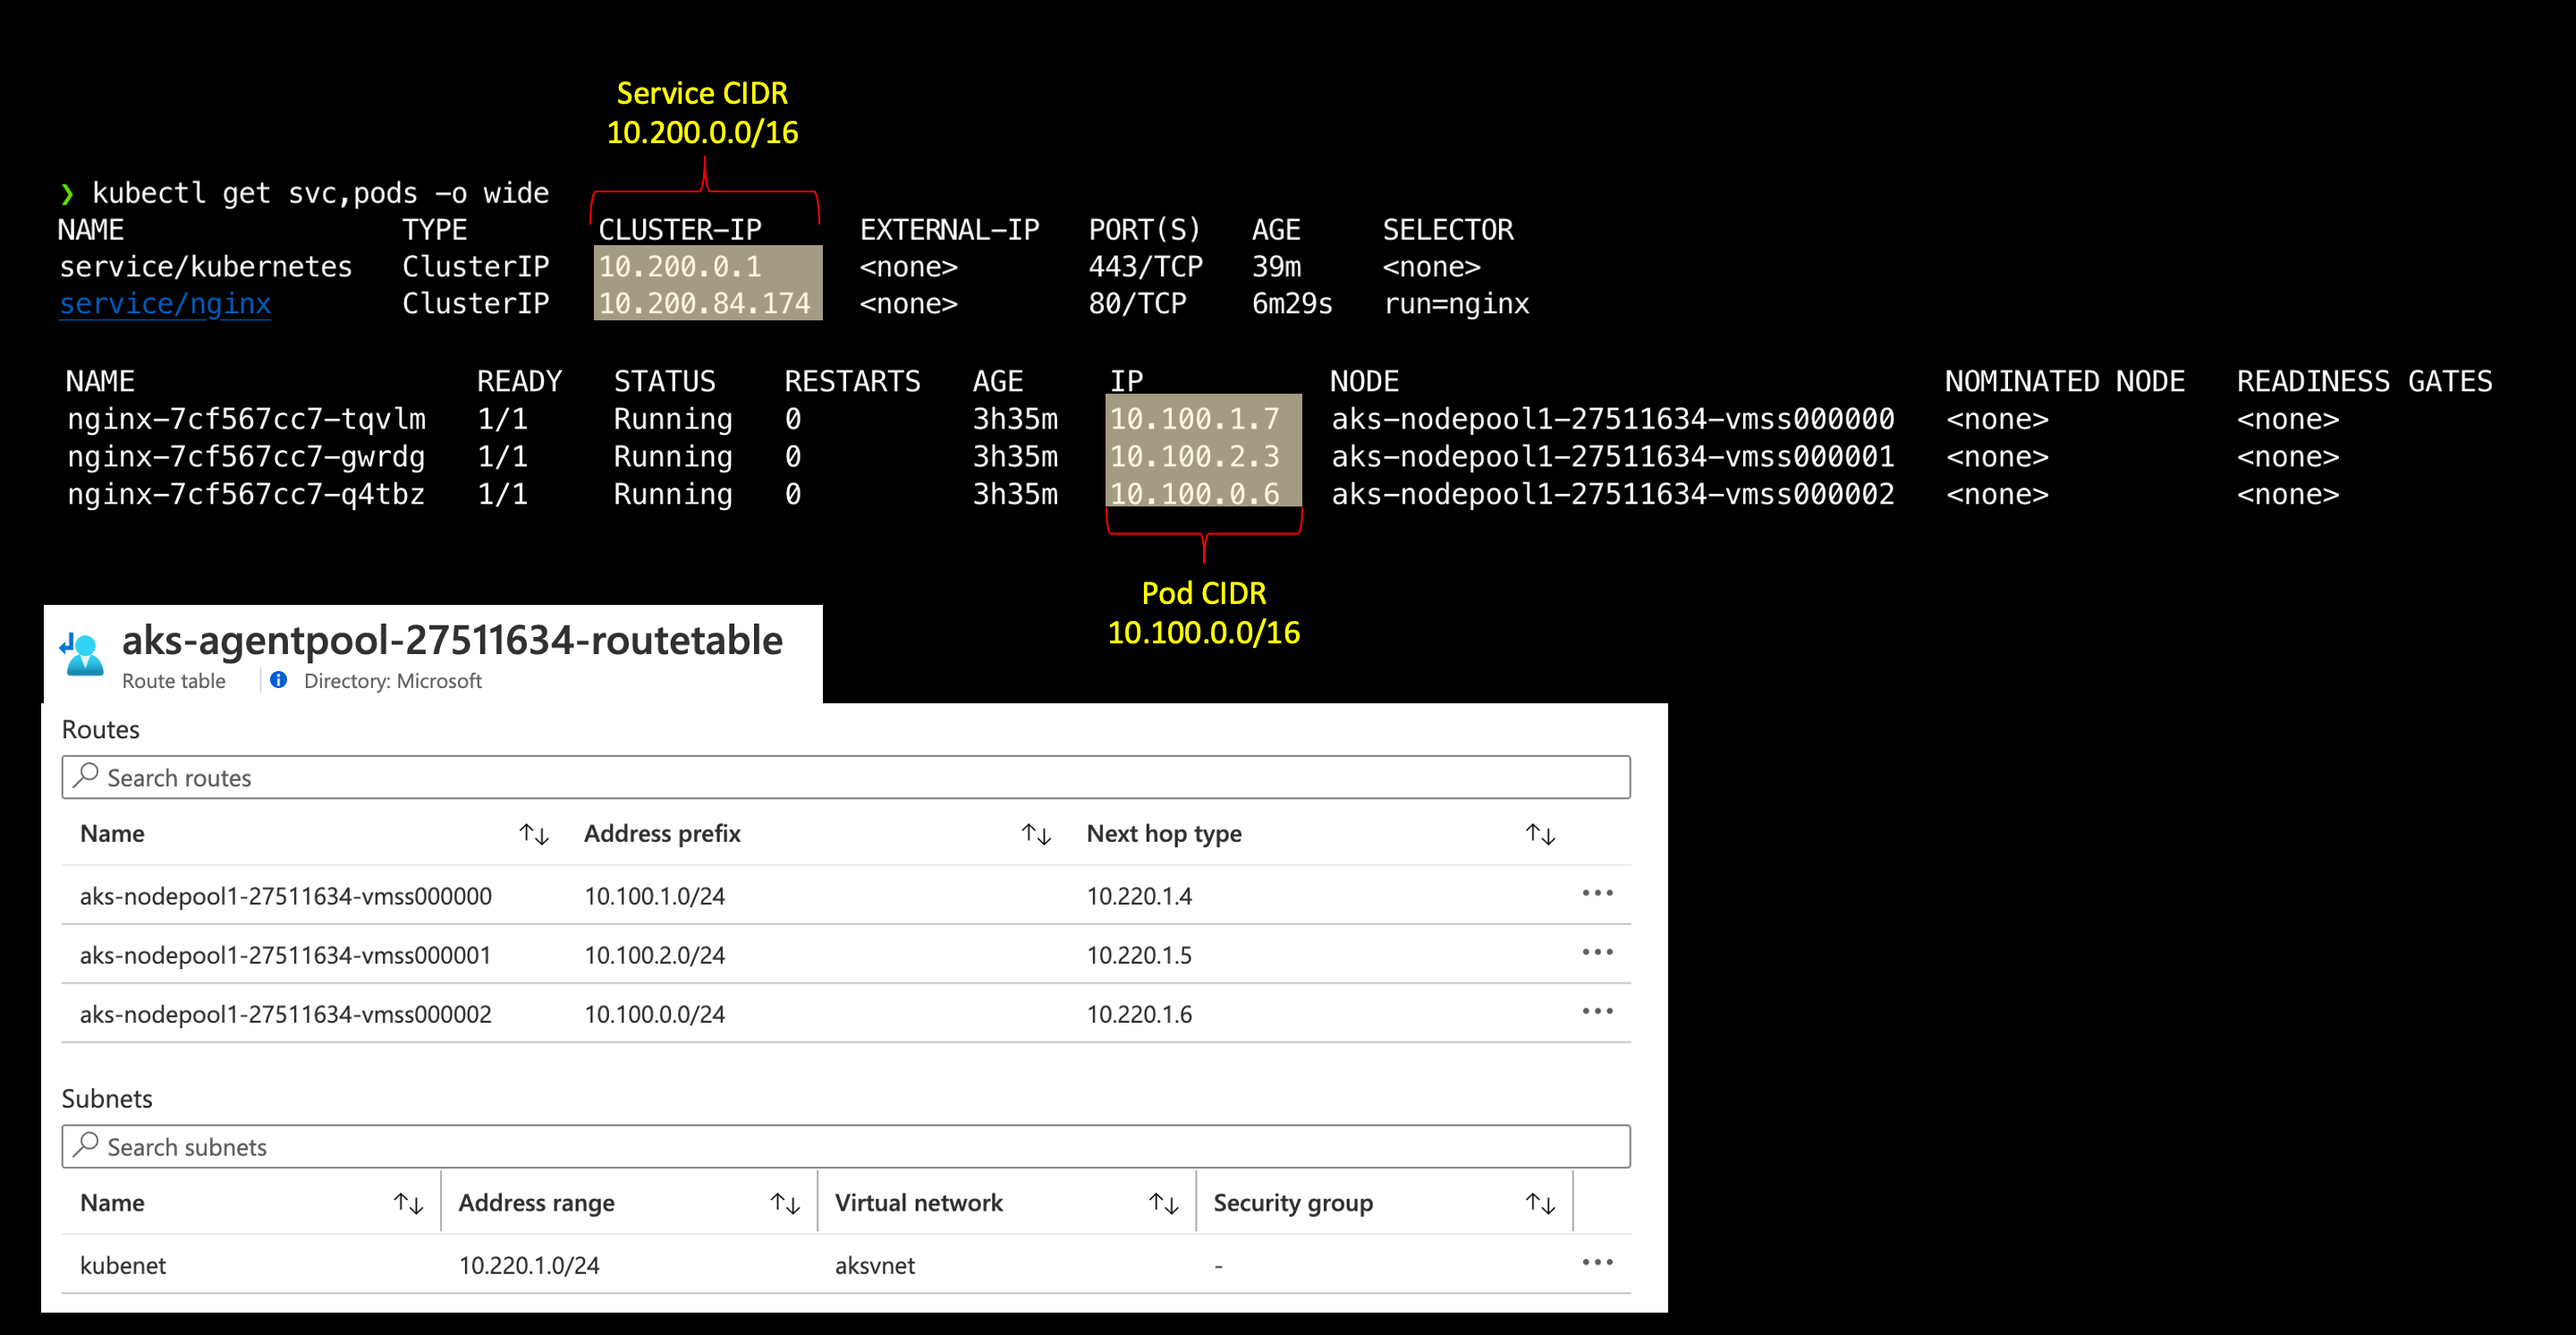 Service CIDR
10.200.0.0/16
❯ kubectl get svc,pods -o wide
NAME TYPE CLUSTER-IP EXTERNAL-IP PORT(S) AGE SELECTOR
service/kubernetes ClusterIP 10.200.0.1 <none> 443/TCP 39m <none>
service/nginx ClusterIP 10.200.84.174 <none> 80/TCP 6m29s run=nginx
NAME READY STATUS RESTARTS AGE IP NODE NOMINATED NODE READINESS GATES
nginx-7cf567cc7-tqvlm 1/1 Running 0 3h35m 10.100.1.7 aks-nodepool1-27511634-vmss000000 <none> <none>
nginx-7cf567cc7-gwrdg 1/1 Running 0 3h35m 10.100.2.3 aks-nodepool1-27511634-vmss000001 <none> <none>
nginx-7cf567cc7-q4tbz 1/1 Running 0 3h35m 10.100.0.6 aks-nodepool1-27511634-vmss000002 <none> <none>
Pod CIDR
10.100.0.0/16
aks-agentpool-27511634-routetable
Route table Directory: Microsoft
Routes
Search routes
Name Address prefix Next hop type
aks-nodepool1-27511634-vmss000000 10.100.1.0/24 10.220.1.4
aks-nodepool1-27511634-vmss000001 10.100.2.0/24 10.220.1.5
aks-nodepool1-27511634-vmss000002 10.100.0.0/24 10.220.1.6
Subnets
Search subnets
Name Address range Virtual network Security group
kubenet 10.220.1.0/24 aksvnet -